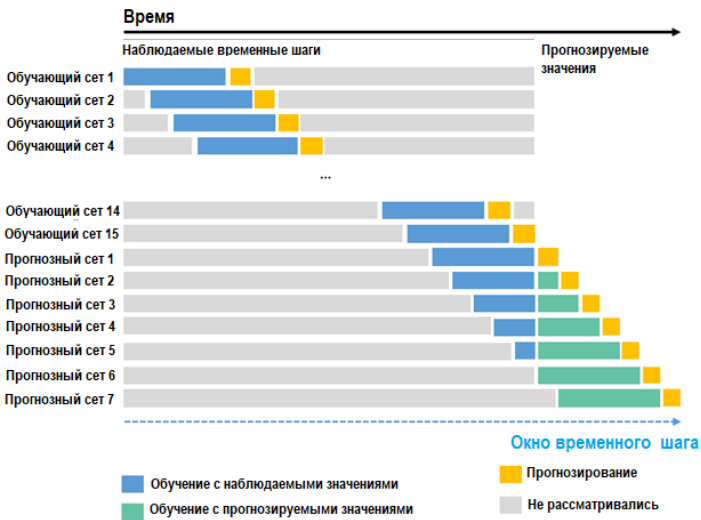 Время
Наблюдаемые временные шаги
Прогнозируемые
значения
Обучающий сет 1
Обучающий сет 2
Обучающий сет 3
Обучающий сет 4
...
Обучающий сет 14
Обучающий сет 15
Прогнозный сет 1
Прогнозный сет 2
Прогнозный сет 3
Прогнозный сет 4
Прогнозный сет 5
Прогнозный сет 6
Прогнозный сет 7
Окно временного шага
Обучение с наблюдаемыми значениями
Прогнозирование
Обучение с прогнозируемыми значениями
Не рассматривались